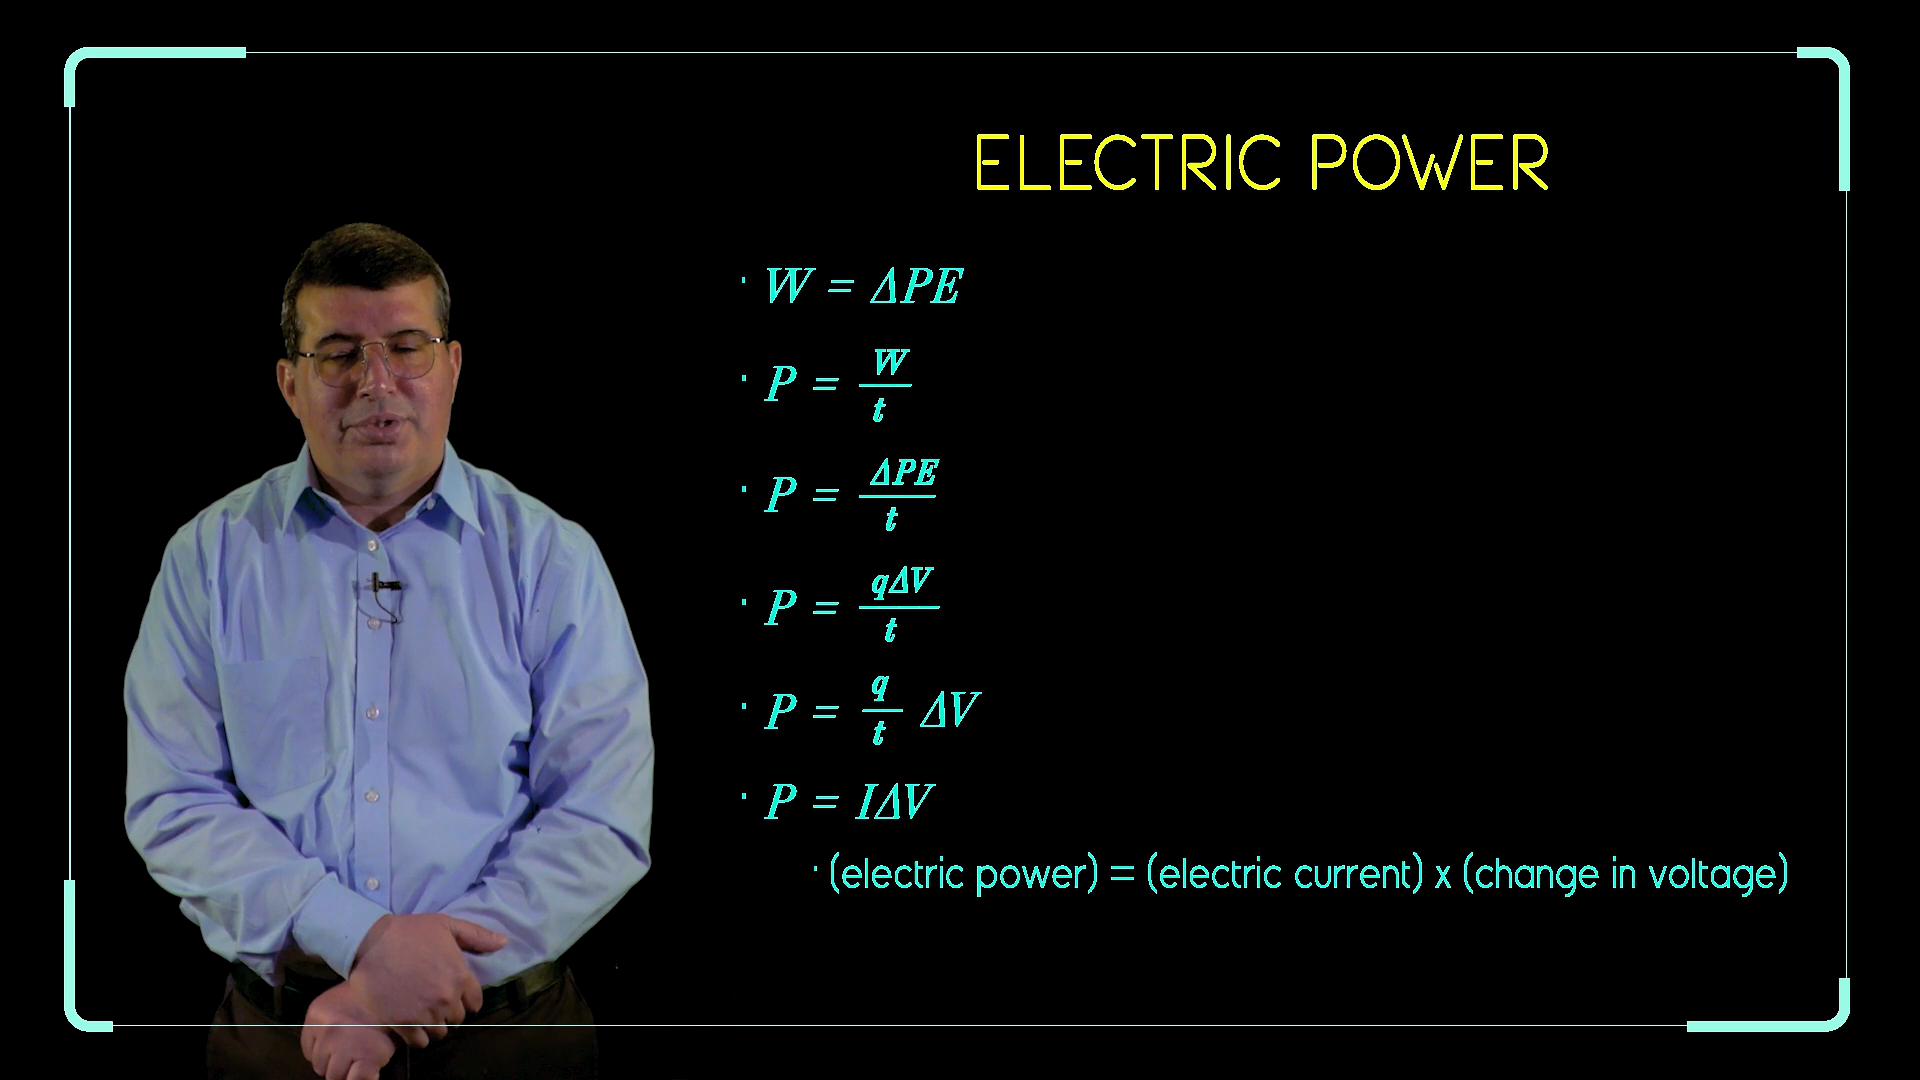 ELECTRIC POWER
· W = ΔPE
· P = W/t
· P = ΔPE/t
· P = qΔV/t
· P = q/t ΔV
· P = IΔV
· (electric power) = (electric current) x (change in voltage)